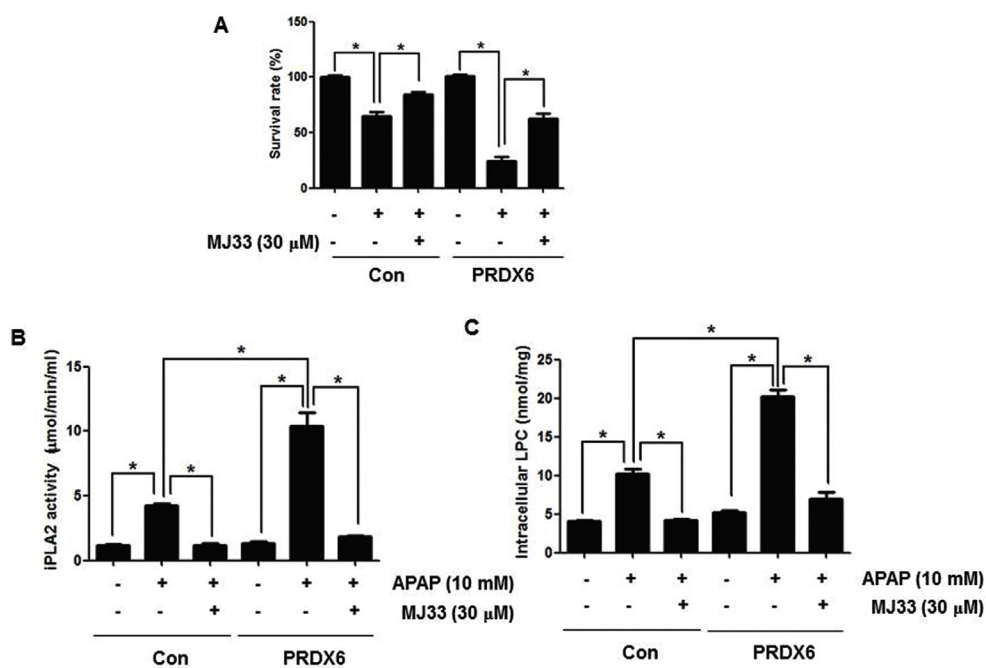 A
Survival rate (%)
100
50
0
* * * *
- + + - + +
MJ33 (30 μM) - - + - - +
Con PRDX6
B
iPLA2 activity (μmol/min/ml)
15
10
5
0
* * * * *
- + + - + + APAP (10 mM)
- - + - - + MJ33 (30 μM)
Con PRDX6
C
Intracellular LPC (nmol/mg)
25
20
15
10
5
0
* * * * *
- + + - + + APAP (10 mM)
- - + - - + MJ33 (30 μM)
Con PRDX6